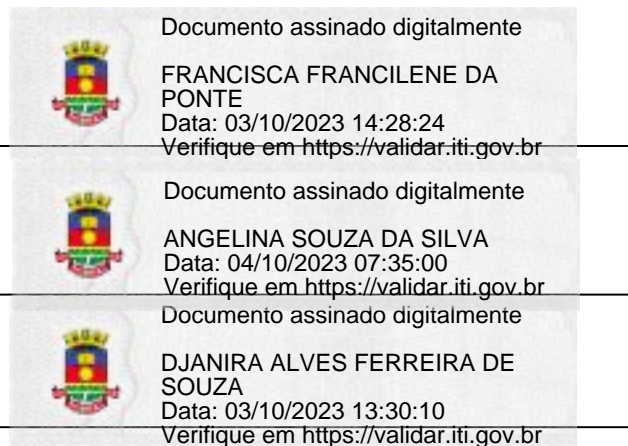 Documento assinado digitalmente
FRANCISCA FRANCILENE DA
PONTE
Data: 03/10/2023 14:28:24
Verifique em https://validar.iti.gov.br
Documento assinado digitalmente
ANGELINA SOUZA DA SILVA
Data: 04/10/2023 07:35:00
Verifique em https://validar.iti.gov.br
Documento assinado digitalmente
DJANIRA ALVES FERREIRA DE
SOUZA
Data: 03/10/2023 13:30:10
Verifique em https://validar.iti.gov.br